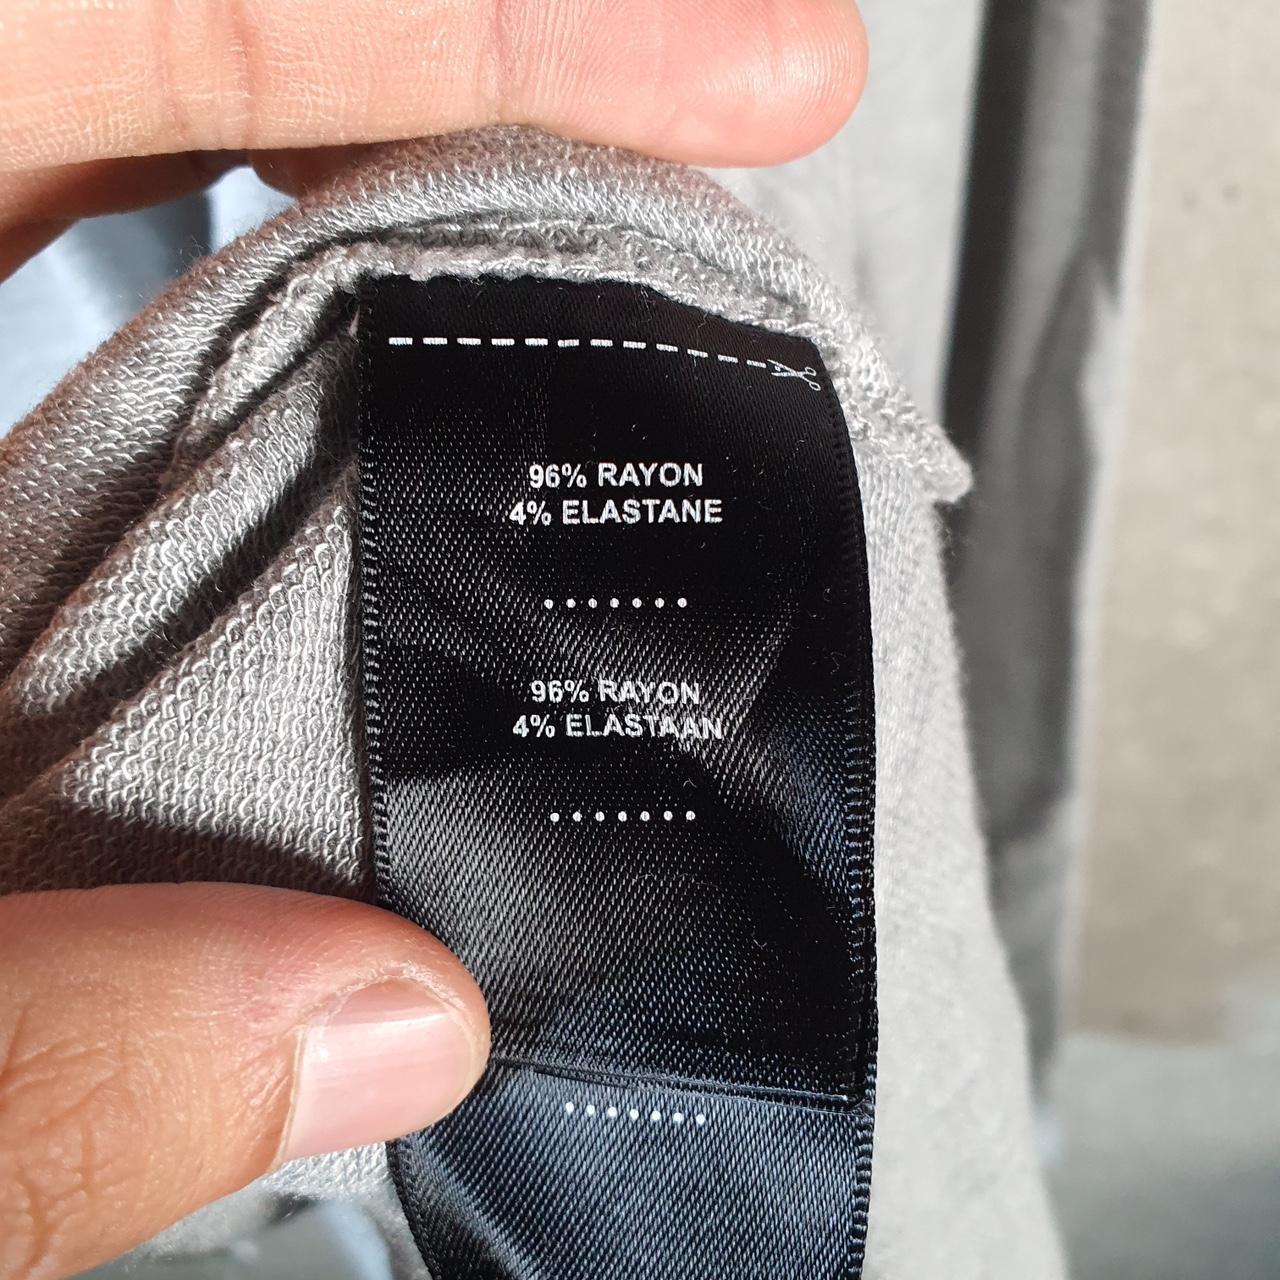 96% RAYON
4% ELASTANE
96% RAYON
4% ELASTAAN